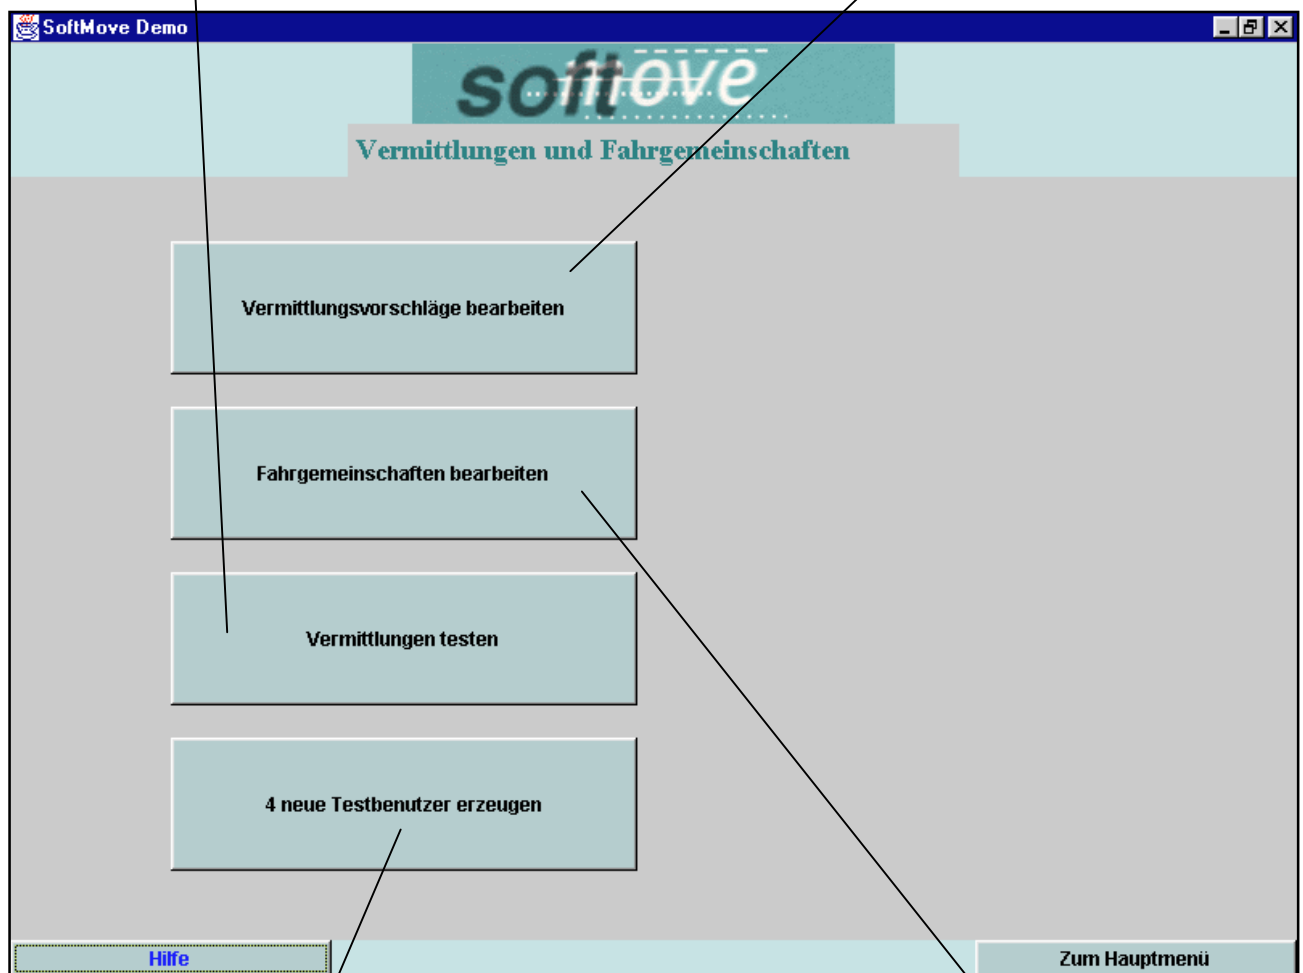 SoftMove Demo
softmove
Vermittlungen und Fahrgemeinschaften
Vermittlungsvorschläge bearbeiten
Fahrgemeinschaften bearbeiten
Vermittlungen testen
4 neue Testbenutzer erzeugen
Hilfe
Zum Hauptmenü